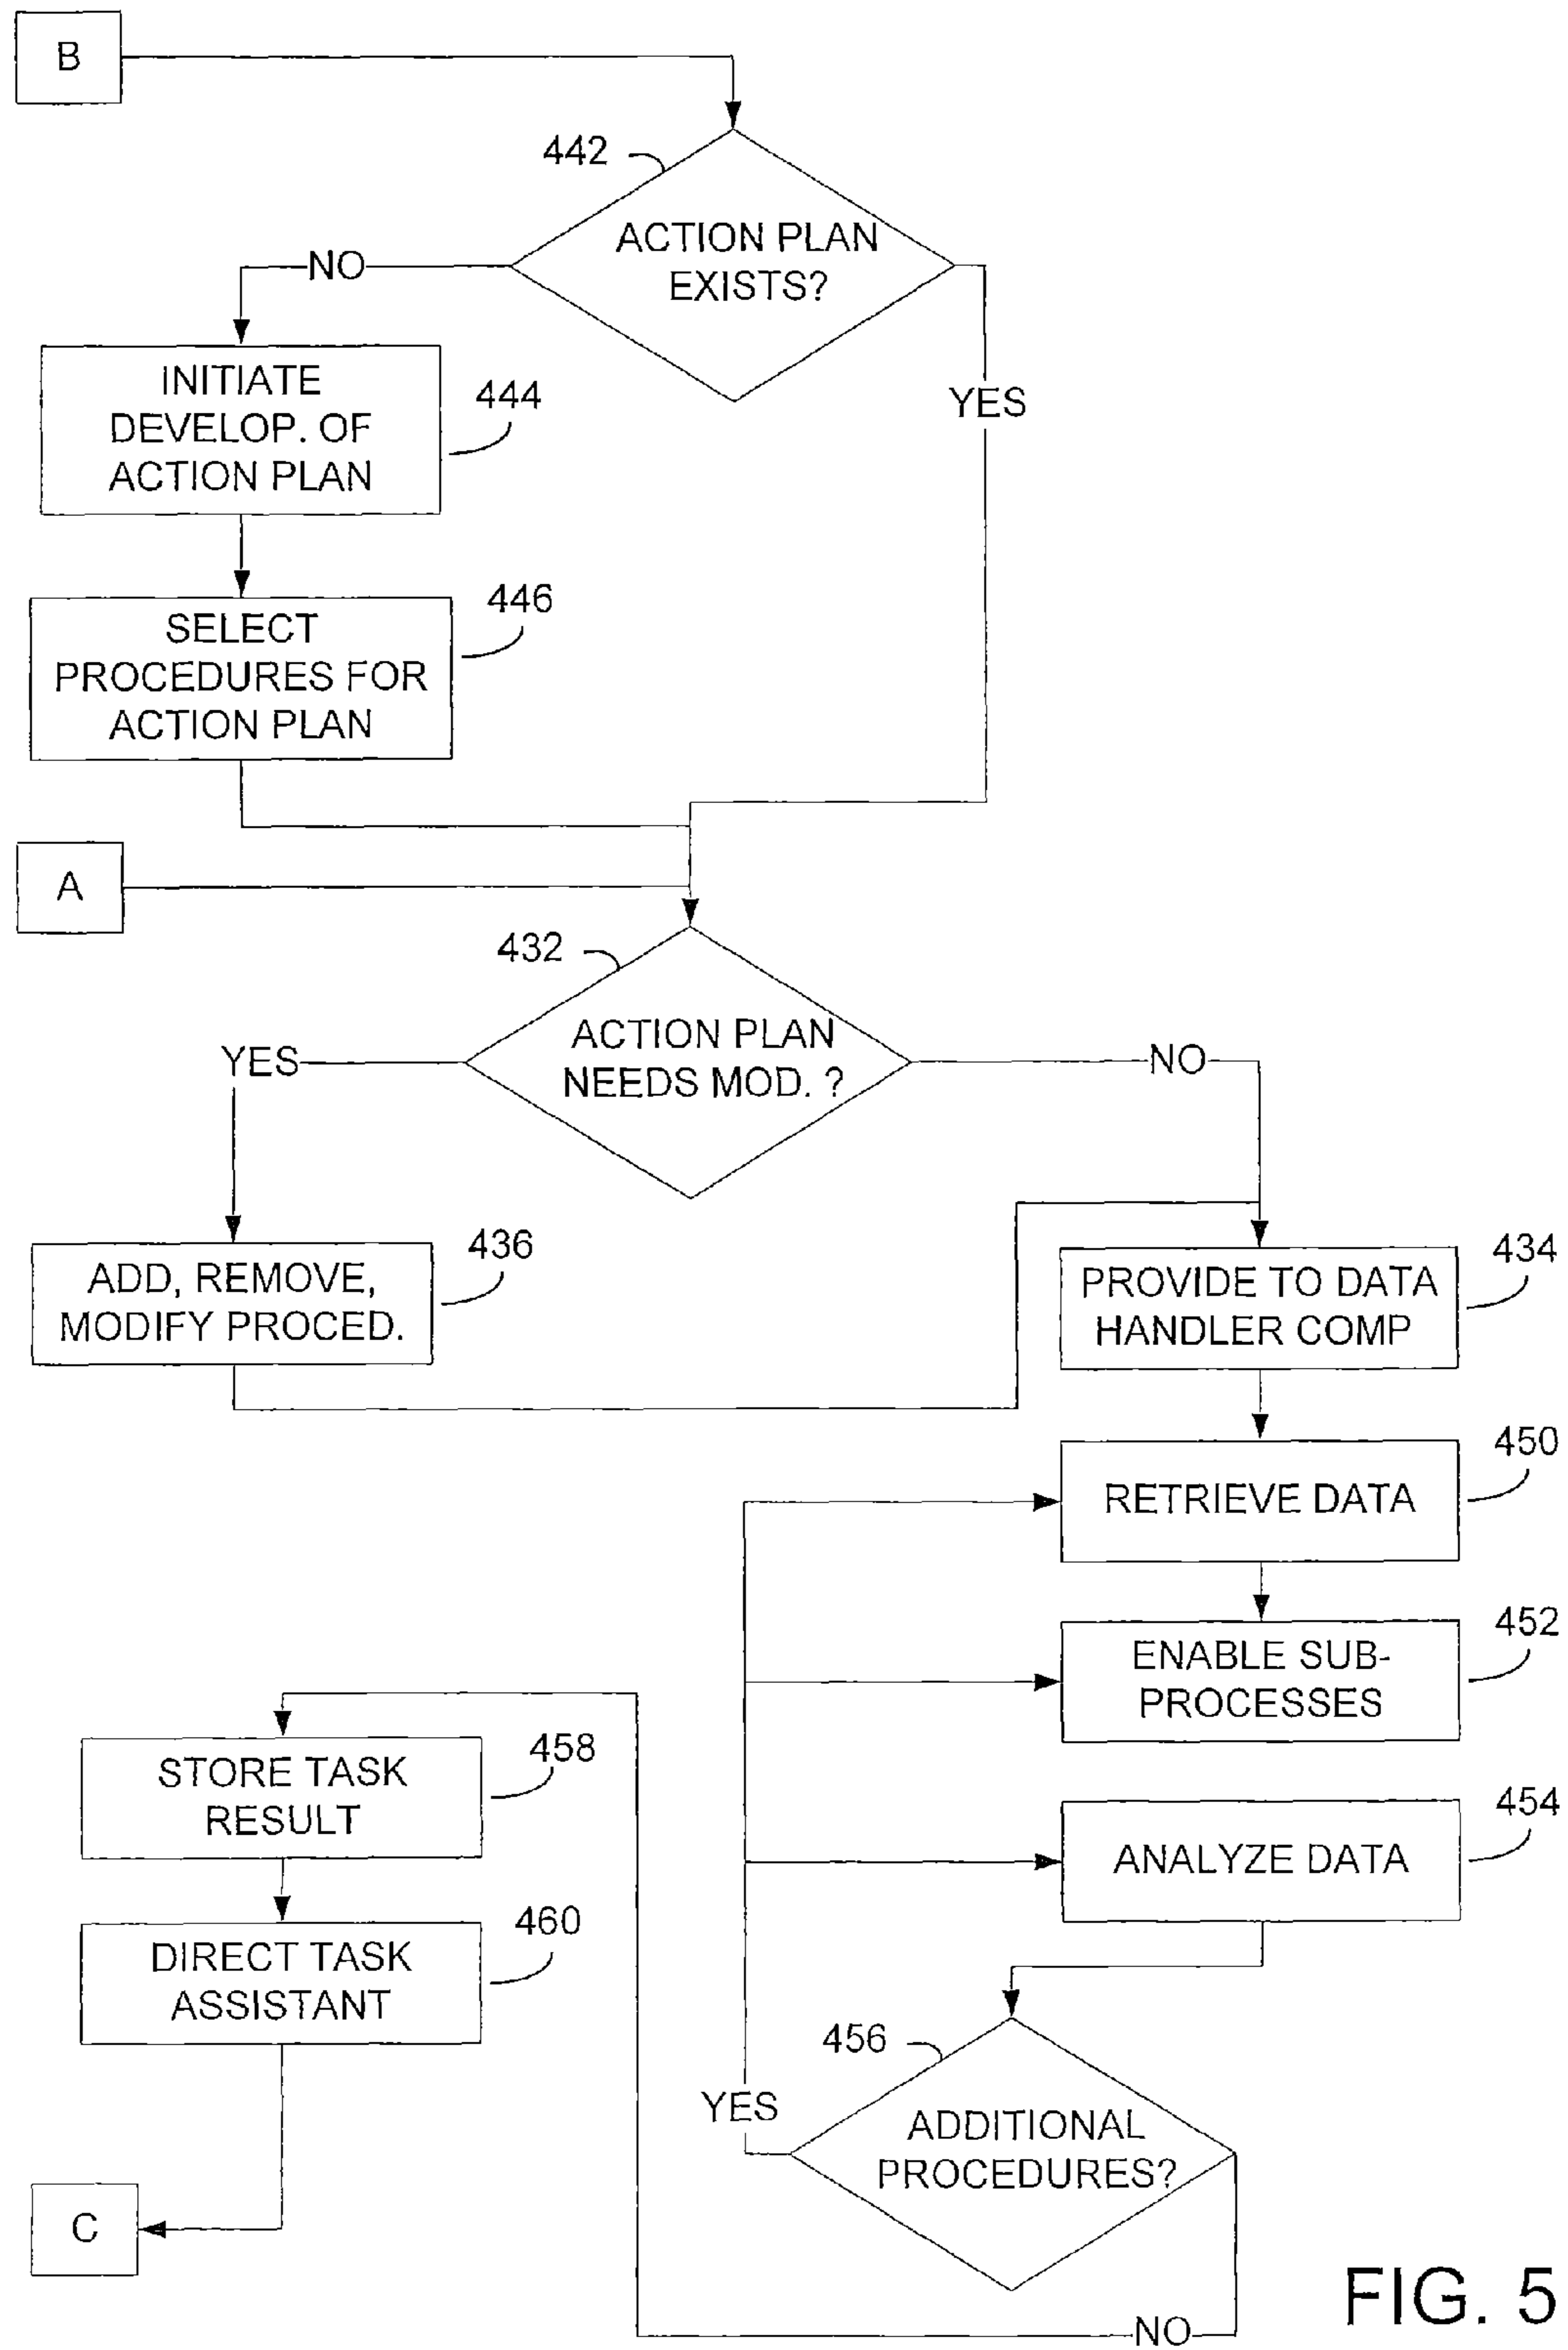 B
442
ACTION PLAN
EXISTS?
NO
YES
INITIATE
DEVELOP. OF
ACTION PLAN
444
SELECT
PROCEDURES FOR
ACTION PLAN
446
A
432
ACTION PLAN
NEEDS MOD. ?
YES
NO
ADD, REMOVE,
MODIFY PROCED.
436
PROVIDE TO DATA
HANDLER COMP
434
RETRIEVE DATA
450
ENABLE SUB-
PROCESSES
452
STORE TASK
RESULT
458
ANALYZE DATA
454
DIRECT TASK
ASSISTANT
460
456
YES
ADDITIONAL
PROCEDURES?
C
NO
FIG. 5